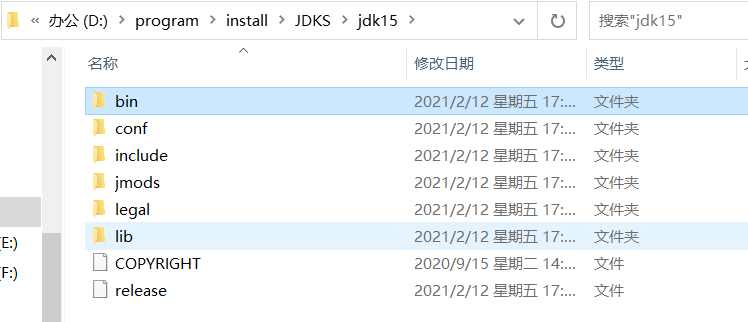 « 办公 (D:) › program › install › JDKS › jdk15 › 搜索"jdk15"
名称 修改日期 类型
bin 2021/2/12 星期五 17:... 文件夹
conf 2021/2/12 星期五 17:... 文件夹
include 2021/2/12 星期五 17:... 文件夹
jmods 2021/2/12 星期五 17:... 文件夹
legal 2021/2/12 星期五 17:... 文件夹
(E:) lib 2021/2/12 星期五 17:... 文件夹
COPYRIGHT 2020/9/15 星期二 14:... 文件
(F:) release 2021/2/12 星期五 17:... 文件